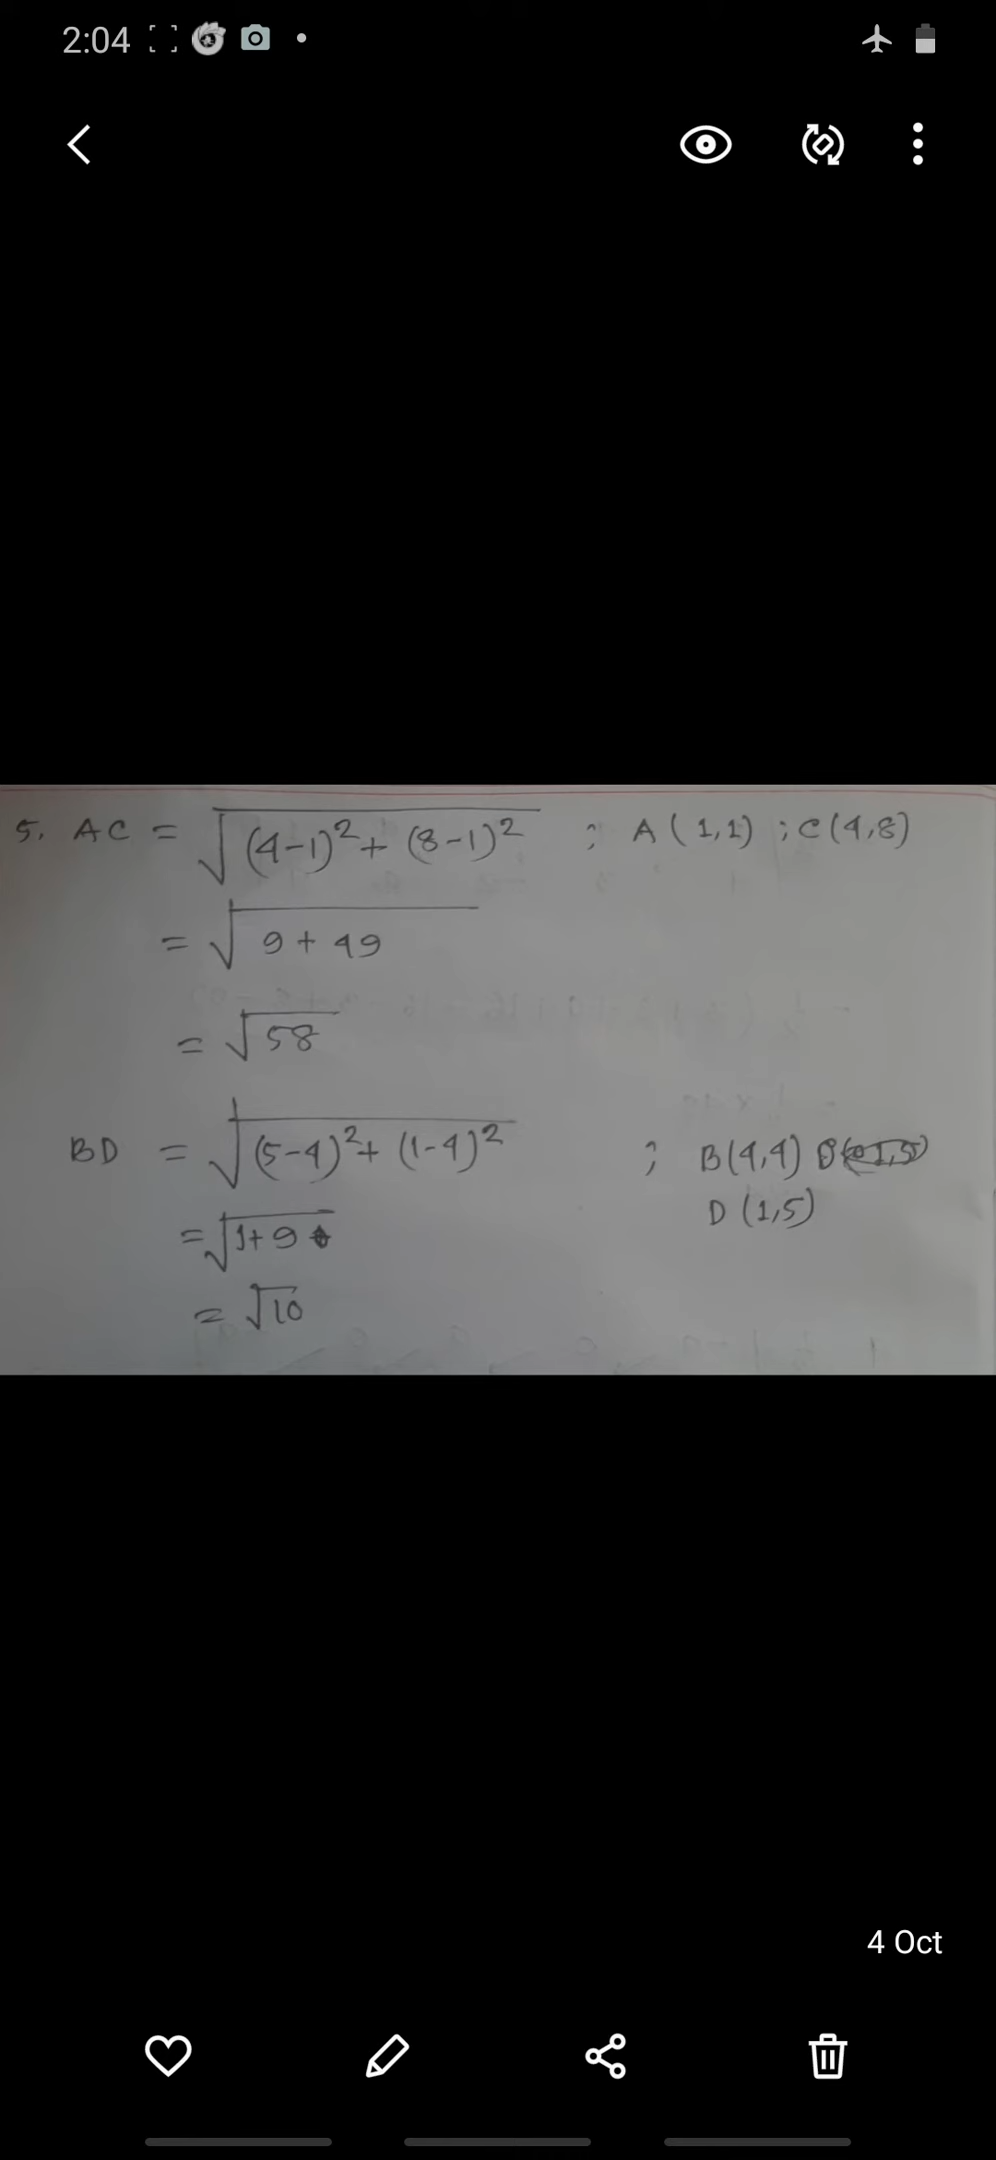 2:04
5. AC = √(4-1)²+ (8-1)² ; A(1,1) ; C(4,8)
= √9+49
= √58
BD = √(5-4)²+ (1-4)² ; B(4,4)
D(1,5)
= √1+9
= √10
4 Oct